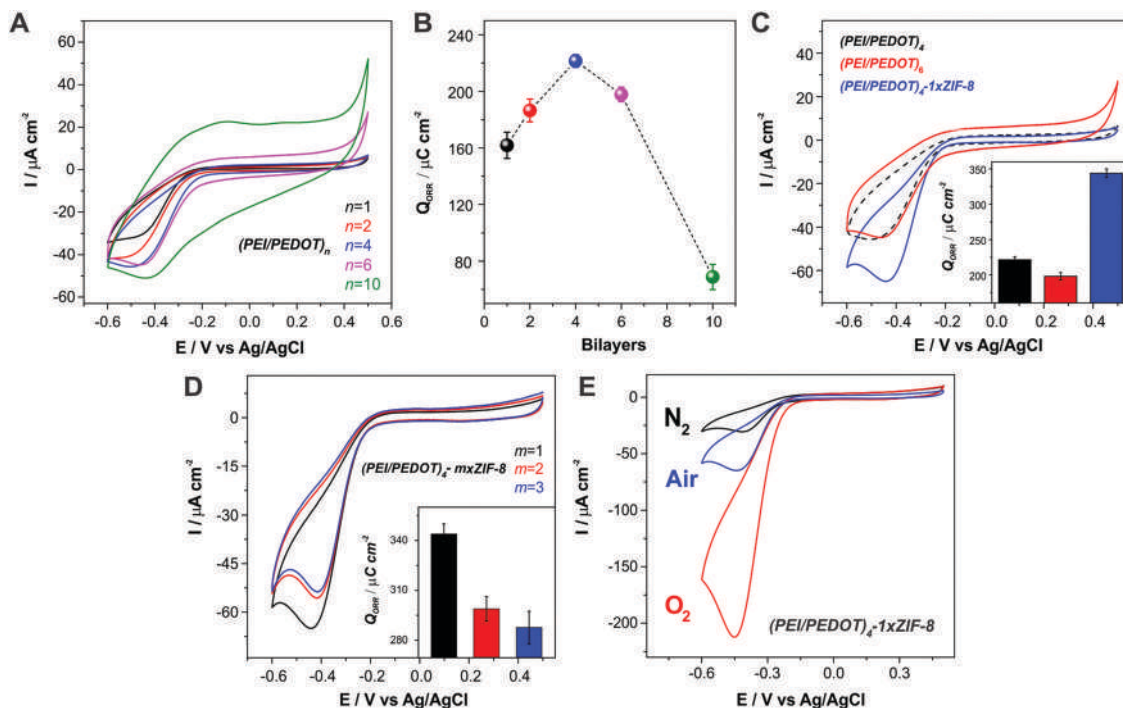 A
I / μA cm⁻²
60
40
20
0
-20
-40
-60
n=1
n=2
(PEI/PEDOT)ₙ
n=4
n=6
n=10
-0.6 -0.4 -0.2 0.0 0.2 0.4 0.6
E / V vs Ag/AgCl
B
Q_ORR / μC cm⁻²
240
200
160
120
80
0 2 4 6 8 10
Bilayers
C
I / μA cm⁻²
60
40
20
0
-20
-40
-60
(PEI/PEDOT)₄
(PEI/PEDOT)₆
(PEI/PEDOT)₄-1xZIF-8
Q_ORR / μC cm⁻²
350
300
250
200
-0.6 -0.4 -0.2 0.0 0.2 0.4
E / V vs Ag/AgCl
D
I / μA cm⁻²
0
-15
-30
-45
-60
m=1
(PEI/PEDOT)₄- mxZIF-8
m=2
m=3
Q_ORR / μC cm⁻²
340
310
280
-0.6 -0.4 -0.2 0.0 0.2 0.4
E / V vs Ag/AgCl
E
I / μA cm⁻²
0
-50
-100
-150
-200
N₂
Air
O₂
(PEI/PEDOT)₄-1xZIF-8
-0.6 -0.3 0.0 0.3
E / V vs Ag/AgCl